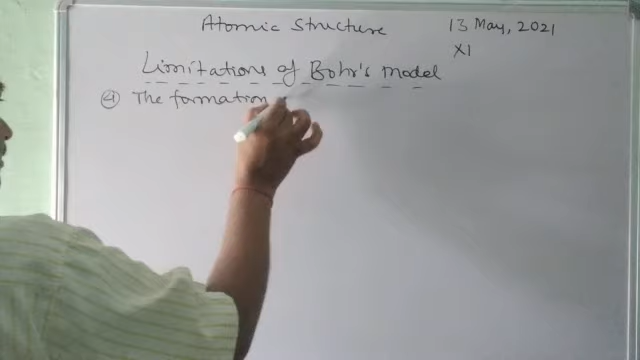 Atomic Structure
13 May, 2021
XI
Limitations of Bohr's model
④ The formation